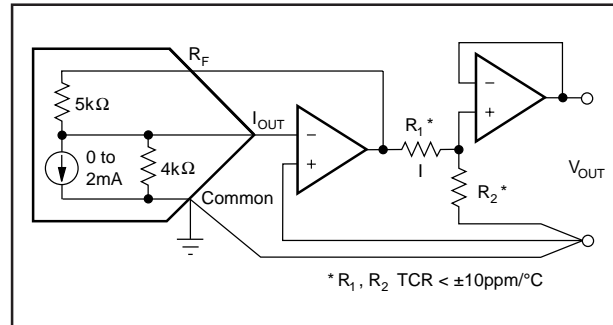 R_F
5kΩ
0 to
2mA
4kΩ
I_OUT
Common
−
+
R_1*
I
R_2*
−
+
V_OUT
* R_1, R_2 TCR < ±10ppm/°C